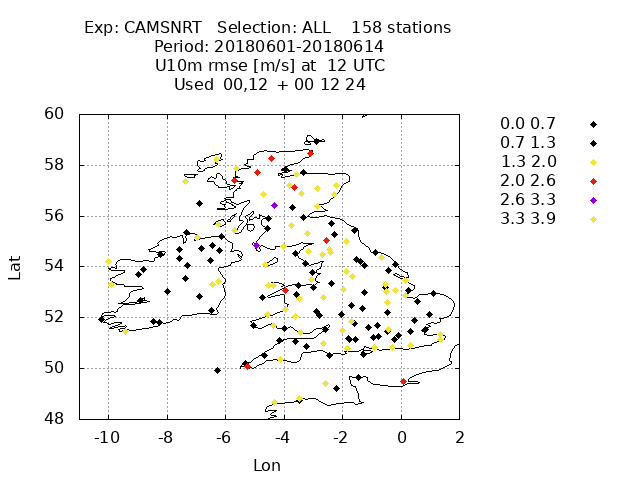 Exp: CAMSNRT Selection: ALL 158 stations
Period: 20180601-20180614
U10m rmse [m/s] at 12 UTC
Used 00,12 + 00 12 24
60
58
56
54
52
50
48
Lat
-10 -8 -6 -4 -2 0 2
Lon
0.0 0.7
0.7 1.3
1.3 2.0
2.0 2.6
2.6 3.3
3.3 3.9